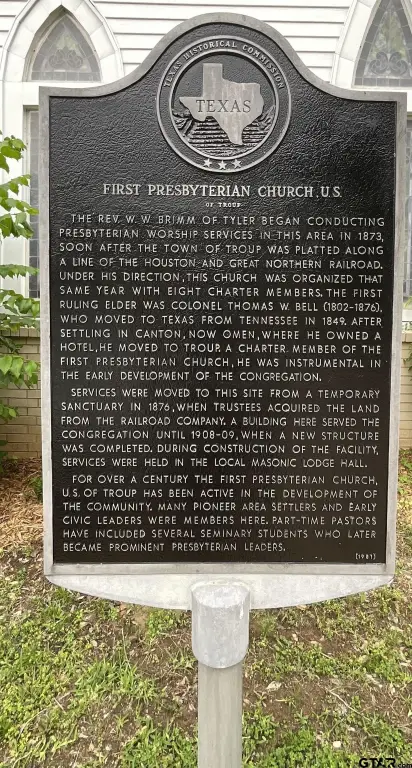 TEXAS HISTORICAL COMMISSION
TEXAS
FIRST PRESBYTERIAN CHURCH, U.S.
OF TROUP
THE REV. W. W. BRIMM OF TYLER BEGAN CONDUCTING
PRESBYTERIAN WORSHIP SERVICES IN THIS AREA IN 1873,
SOON AFTER THE TOWN OF TROUP WAS PLATTED ALONG
A LINE OF THE HOUSTON AND GREAT NORTHERN RAILROAD.
UNDER HIS DIRECTION, THIS CHURCH WAS ORGANIZED THAT
SAME YEAR WITH EIGHT CHARTER MEMBERS. THE FIRST
RULING ELDER WAS COLONEL THOMAS W. BELL (1802-1876),
WHO MOVED TO TEXAS FROM TENNESSEE IN 1849. AFTER
SETTLING IN CANTON, NOW OMEN, WHERE HE OWNED A
HOTEL, HE MOVED TO TROUP. A CHARTER MEMBER OF THE
FIRST PRESBYTERIAN CHURCH, HE WAS INSTRUMENTAL IN
THE EARLY DEVELOPMENT OF THE CONGREGATION.
SERVICES WERE MOVED TO THIS SITE FROM A TEMPORARY
SANCTUARY IN 1876, WHEN TRUSTEES ACQUIRED THE LAND
FROM THE RAILROAD COMPANY. A BUILDING HERE SERVED THE
CONGREGATION UNTIL 1908-09, WHEN A NEW STRUCTURE
WAS COMPLETED. DURING CONSTRUCTION OF THE FACILITY,
SERVICES WERE HELD IN THE LOCAL MASONIC LODGE HALL.
FOR OVER A CENTURY THE FIRST PRESBYTERIAN CHURCH,
U.S. OF TROUP HAS BEEN ACTIVE IN THE DEVELOPMENT OF
THE COMMUNITY. MANY PIONEER AREA SETTLERS AND EARLY
CIVIC LEADERS WERE MEMBERS HERE. PART-TIME PASTORS
HAVE INCLUDED SEVERAL SEMINARY STUDENTS WHO LATER
BECAME PROMINENT PRESBYTERIAN LEADERS.
(1981)